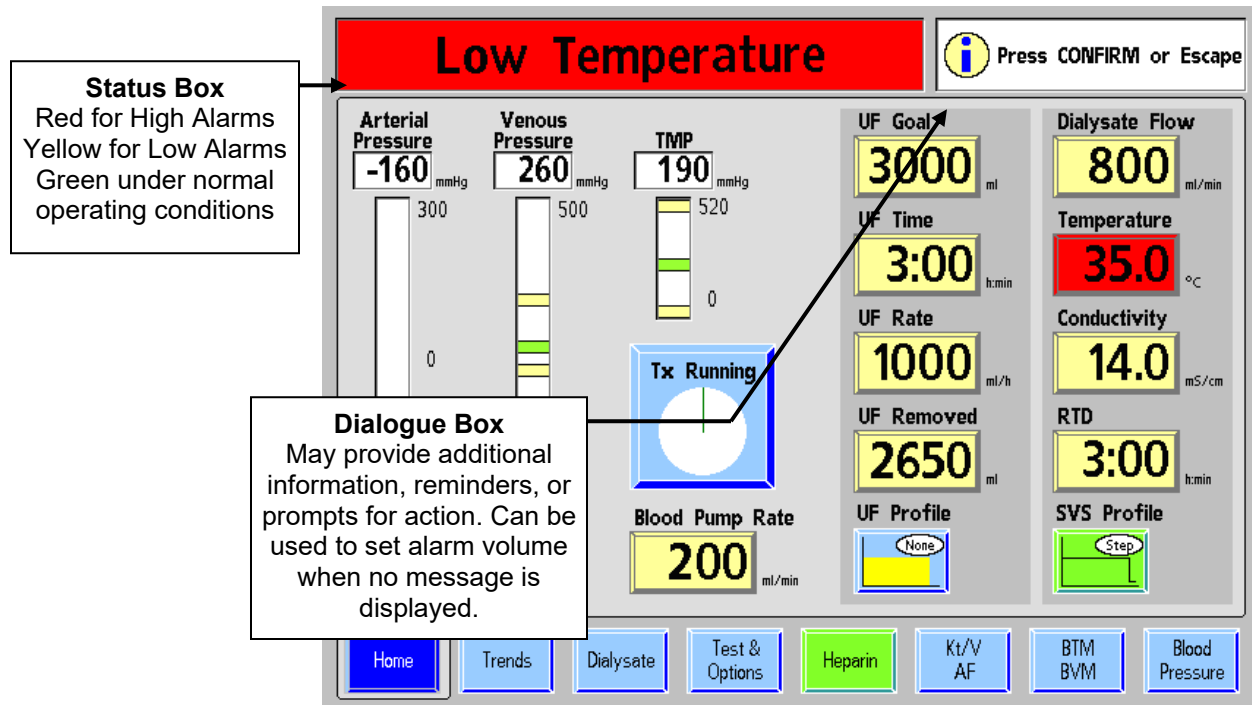 Low Temperature
i Press CONFIRM or Escape
Status Box
Red for High Alarms
Yellow for Low Alarms
Green under normal
operating conditions
Arterial
Pressure
-160 mmHg
300
0
Venous
Pressure
260 mmHg
500
TMP
190 mmHg
520
0
Tx Running
Blood Pump Rate
200 ml/min
UF Goal
3000 ml
UF Time
3:00 h:min
UF Rate
1000 ml/h
UF Removed
2650 ml
UF Profile
None
Dialysate Flow
800 ml/min
Temperature
35.0 °C
Conductivity
14.0 mS/cm
RTD
3:00 h:min
SVS Profile
Step
Dialogue Box
May provide additional
information, reminders, or
prompts for action. Can be
used to set alarm volume
when no message is
displayed.
Home
Trends
Dialysate
Test &
Options
Heparin
Kt/V
AF
BTM
BVM
Blood
Pressure